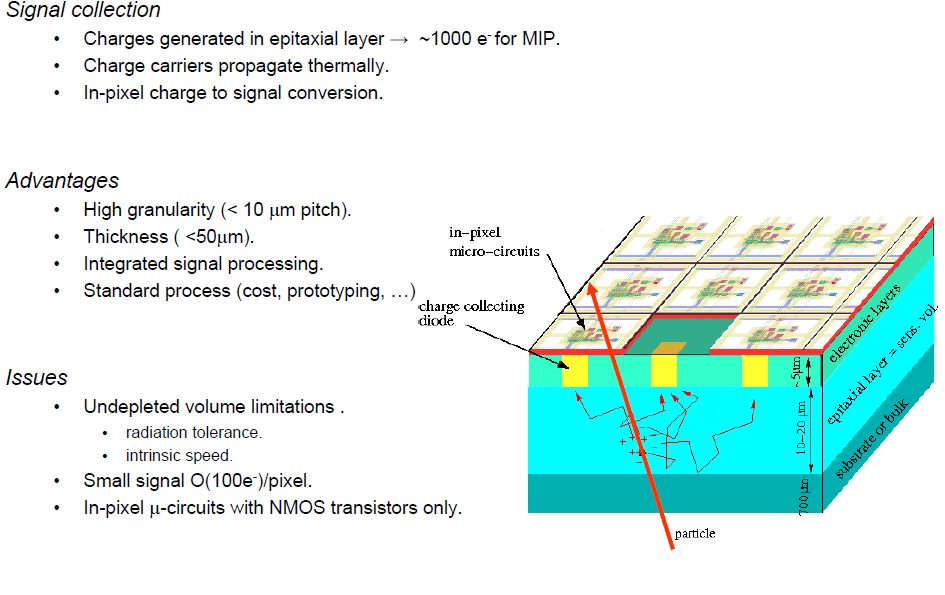 Signal collection
• Charges generated in epitaxial layer → ~1000 e- for MIP.
• Charge carriers propagate thermally.
• In-pixel charge to signal conversion.
Advantages
• High granularity (< 10 μm pitch).
• Thickness ( <50μm).
• Integrated signal processing.
• Standard process (cost, prototyping, …)
Issues
• Undepleted volume limitations .
• radiation tolerance.
• intrinsic speed.
• Small signal O(100e-)/pixel.
• In-pixel μ-circuits with NMOS transistors only.
in-pixel
micro-circuits
charge collecting
diode
electronic layers
epitaxial layer = sens. vol.
substrate or bulk
~ 5μm
10-20 μm
700μm
particle